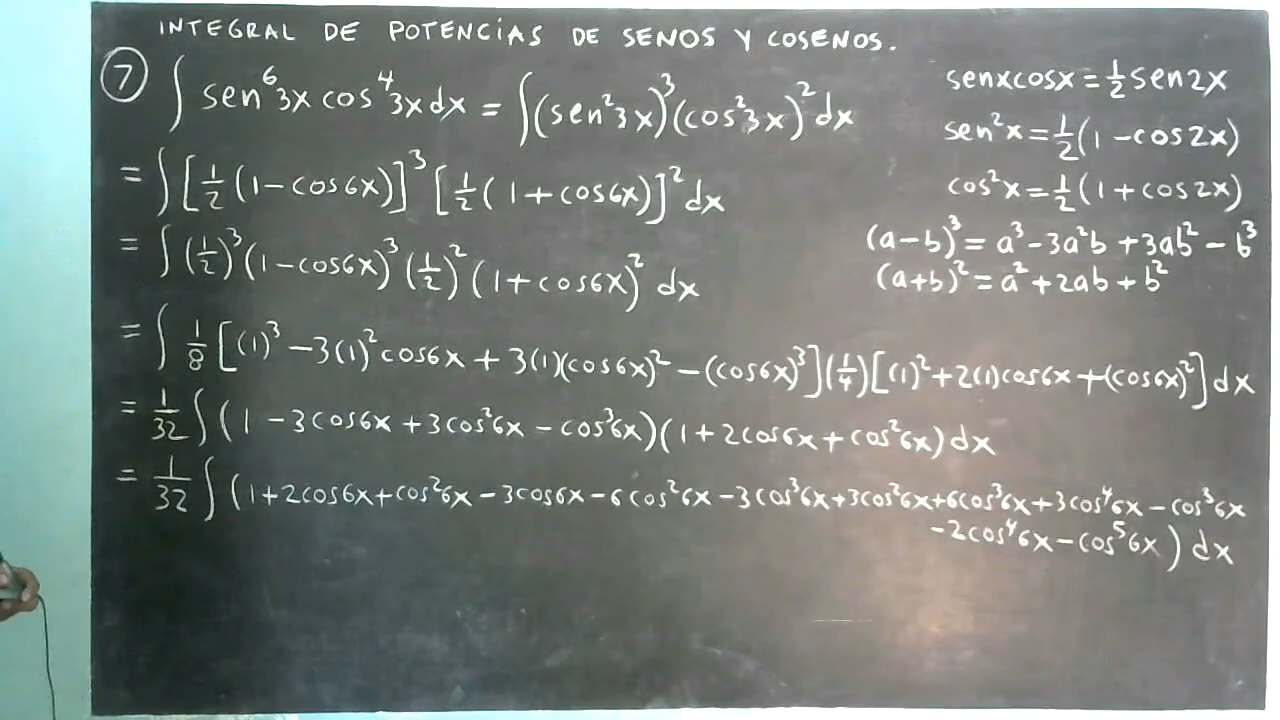 INTEGRAL DE POTENCIAS DE SENOS Y COSENOS.
⑦ ∫ sen⁶3x cos⁴3x dx = ∫(sen²3x)³(cos²3x)² dx
= ∫[½(1-cos6x)]³ [½(1+cos6x)]² dx
= ∫(½)³(1-cos6x)³(½)²(1+cos6x)² dx
= ∫ 1/8 [(1)³ - 3(1)²cos6x + 3(1)(cos6x)² - (cos6x)³](1/4)[(1)² + 2(1)cos6x + (cos6x)²] dx
= 1/32 ∫(1 - 3cos6x + 3cos²6x - cos³6x)(1 + 2cos6x + cos²6x) dx
= 1/32 ∫(1+2cos6x+cos²6x - 3cos6x - 6cos²6x - 3cos³6x + 3cos²6x + 6cos³6x + 3cos⁴6x - cos³6x
- 2cos⁴6x - cos⁵6x) dx
senxcosx = ½ sen2x
sen²x = ½(1 - cos2x)
cos²x = ½(1 + cos2x)
(a-b)³ = a³ - 3a²b + 3ab² - b³
(a+b)² = a² + 2ab + b²